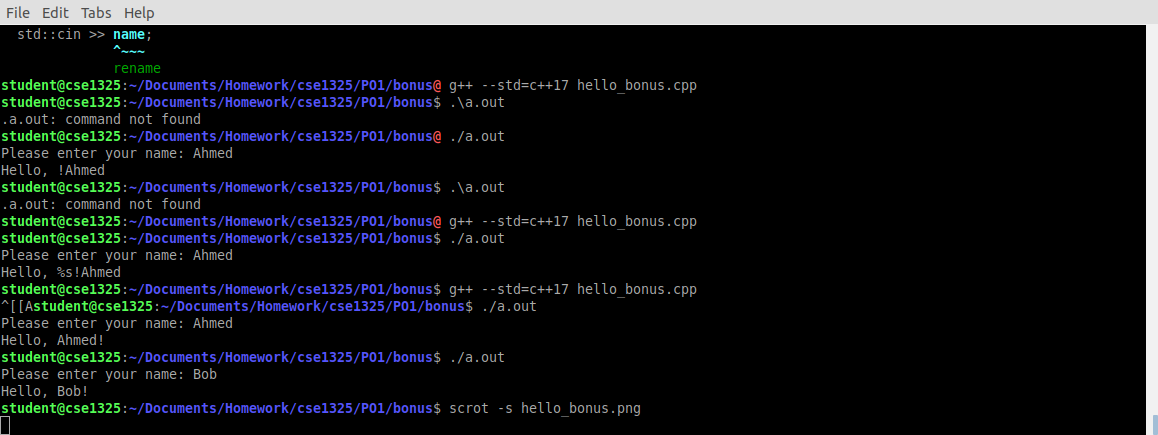 File Edit Tabs Help
std::cin >> name;
^~~~
rename
student@cse1325:~/Documents/Homework/cse1325/P01/bonus@ g++ --std=c++17 hello_bonus.cpp
student@cse1325:~/Documents/Homework/cse1325/P01/bonus$ .\a.out
.a.out: command not found
student@cse1325:~/Documents/Homework/cse1325/P01/bonus@ ./a.out
Please enter your name: Ahmed
Hello, !Ahmed
student@cse1325:~/Documents/Homework/cse1325/P01/bonus$ .\a.out
.a.out: command not found
student@cse1325:~/Documents/Homework/cse1325/P01/bonus@ g++ --std=c++17 hello_bonus.cpp
student@cse1325:~/Documents/Homework/cse1325/P01/bonus$ ./a.out
Please enter your name: Ahmed
Hello, %s!Ahmed
student@cse1325:~/Documents/Homework/cse1325/P01/bonus$ g++ --std=c++17 hello_bonus.cpp
^[[Astudent@cse1325:~/Documents/Homework/cse1325/P01/bonus$ ./a.out
Please enter your name: Ahmed
Hello, Ahmed!
student@cse1325:~/Documents/Homework/cse1325/P01/bonus$ ./a.out
Please enter your name: Bob
Hello, Bob!
student@cse1325:~/Documents/Homework/cse1325/P01/bonus$ scrot -s hello_bonus.png